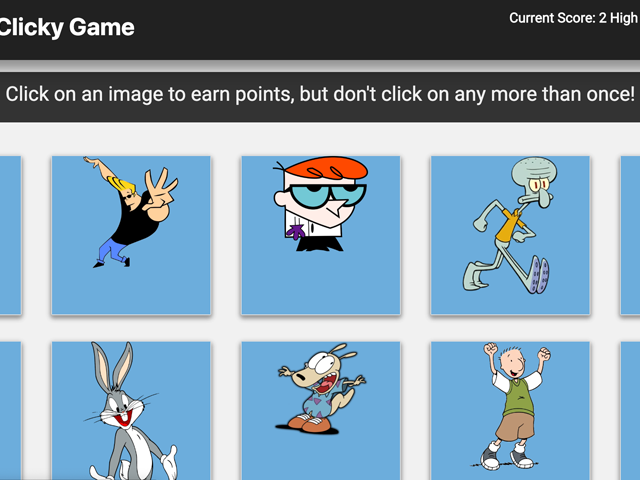 Clicky Game
Current Score: 2 High
Click on an image to earn points, but don't click on any more than once!